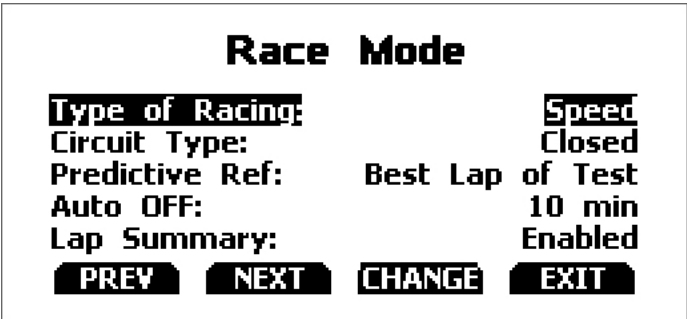 Race Mode
Type of Racing: Speed
Circuit Type: Closed
Predictive Ref: Best Lap of Test
Auto OFF: 10 min
Lap Summary: Enabled
PREV NEXT CHANGE EXIT